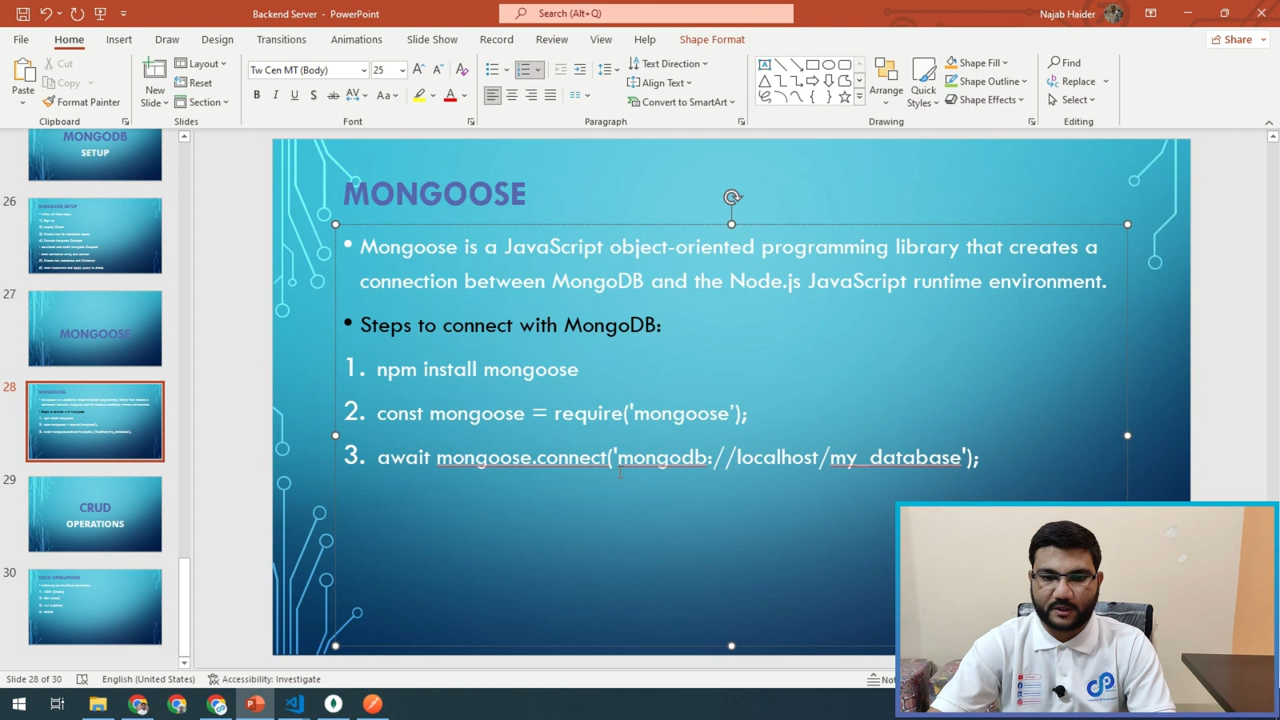 Backend Server - PowerPoint
Search (Alt+Q)
Najab Haider
File Home Insert Draw Design Transitions Animations Slide Show Record Review View Help Shape Format
Share
Paste
Cut
Copy
Format Painter
Clipboard
New Slide
Layout
Reset
Section
Slides
Tw Cen MT (Body) 25
Font
Text Direction
Align Text
Convert to SmartArt
Paragraph
Arrange
Quick Styles
Shape Fill
Shape Outline
Shape Effects
Drawing
Find
Replace
Select
Editing
MONGODB
SETUP
26
27
MONGOOSE
28
29
CRUD
OPERATIONS
30
CRUD OPERATIONS
MONGOOSE
• Mongoose is a JavaScript object-oriented programming library that creates a
connection between MongoDB and the Node.js JavaScript runtime environment.
• Steps to connect with MongoDB:
1. npm install mongoose
2. const mongoose = require('mongoose');
3. await mongoose.connect('mongodb://localhost/my_database');
Slide 28 of 30
English (United States)
Accessibility: Investigate